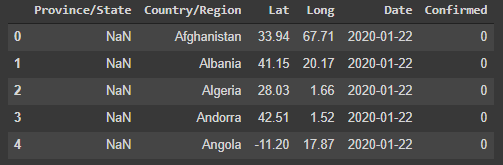 Province/State Country/Region Lat Long Date Confirmed
0 NaN Afghanistan 33.94 67.71 2020-01-22 0
1 NaN Albania 41.15 20.17 2020-01-22 0
2 NaN Algeria 28.03 1.66 2020-01-22 0
3 NaN Andorra 42.51 1.52 2020-01-22 0
4 NaN Angola -11.20 17.87 2020-01-22 0